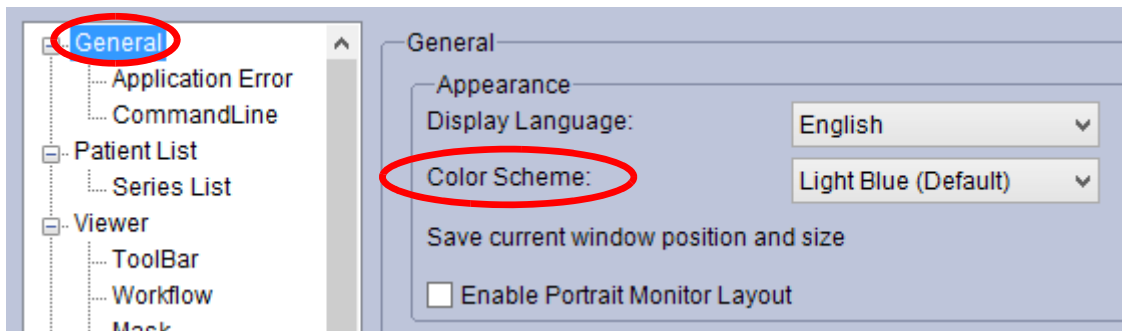 General
Application Error
CommandLine
Patient List
Series List
Viewer
ToolBar
Workflow
Mask
General
Appearance
Display Language: English
Color Scheme: Light Blue (Default)
Save current window position and size
Enable Portrait Monitor Layout